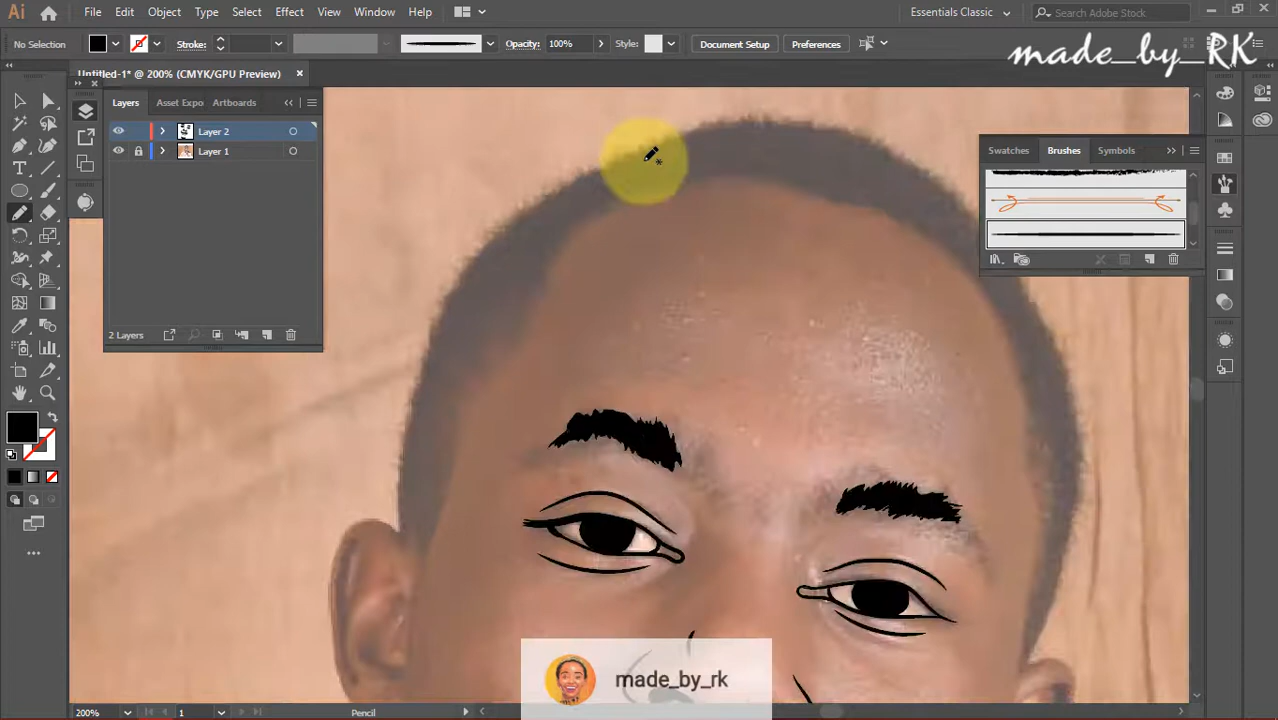 Ai File Edit Object Type Select Effect View Window Help Essentials Classic Search Adobe Stock
No Selection Stroke: Opacity: 100% Style: Document Setup Preferences
made_by_RK
Untitled-1* @ 200% (CMYK/GPU Preview)
Layers Asset Expo Artboards
Layer 2
Layer 1
2 Layers
Swatches Brushes Symbols
made_by_rk
200% 1 Pencil